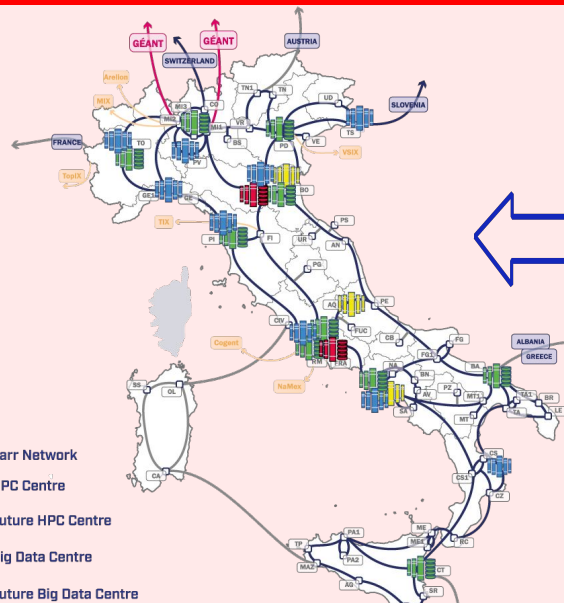 GÉANT
GÉANT
AUSTRIA
SWITZERLAND
Arelion
MIX
SLOVENIA
FRANCE
TopIX
TN1
TN
UD
TS
MI3
CO
MI2
MI1
VR
BS
VE
PD
VSIX
TO
PV
GE1
GE
BO
TIX
PI
FI
PS
UR
AN
PG
AQ
PE
CIV
FUC
CB
FG
FG1
Cogent
RM
FRA
NaMex
ALBANIA
GREECE
NA
BN
AV
SA
PZ
MT1
MT
BA
TA1
TA
BR
LE
SS
OL
CA
CS
CS1
CZ
RC
ME
ME1
PA1
PA2
TP
MAZ
AG
CT
SR
arr Network
PC Centre
uture HPC Centre
ig Data Centre
uture Big Data Centre